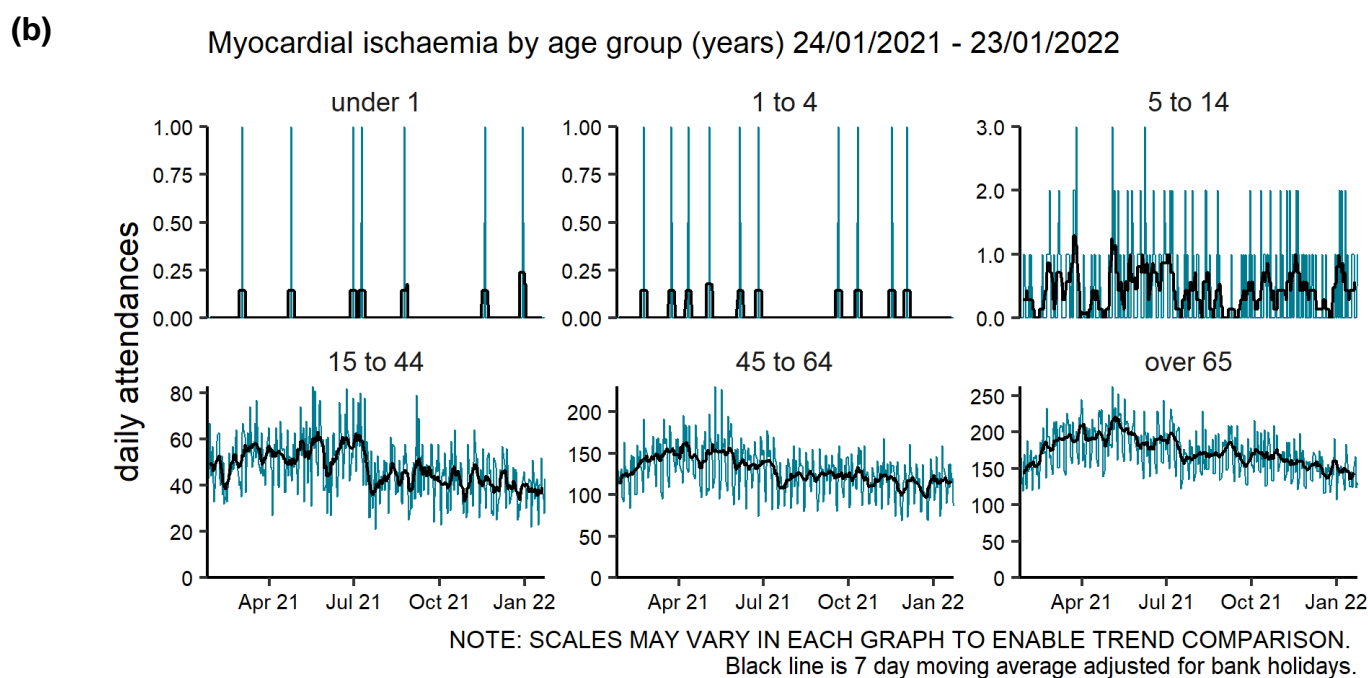 (b)
Myocardial ischaemia by age group (years) 24/01/2021 - 23/01/2022
daily attendances
under 1
1.00
0.75
0.50
0.25
0.00
1 to 4
1.00
0.75
0.50
0.25
0.00
5 to 14
3.0
2.0
1.0
0.0
15 to 44
80
60
40
20
0
Apr 21 Jul 21 Oct 21 Jan 22
45 to 64
200
150
100
50
0
Apr 21 Jul 21 Oct 21 Jan 22
over 65
250
200
150
100
50
0
Apr 21 Jul 21 Oct 21 Jan 22
NOTE: SCALES MAY VARY IN EACH GRAPH TO ENABLE TREND COMPARISON.
Black line is 7 day moving average adjusted for bank holidays.